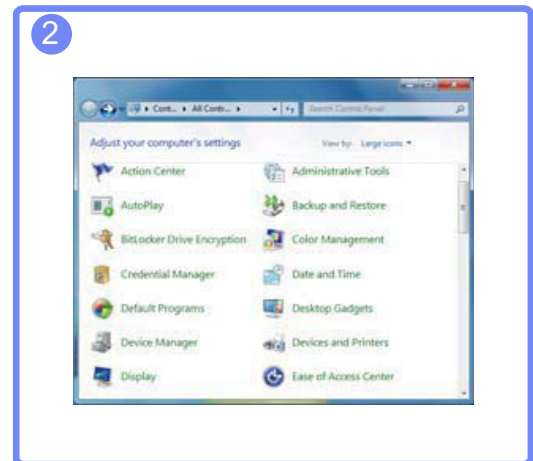 2
Cont... ▸ All Contr... ▸ Search Control Panel
Adjust your computer's settings View by: Large icons
Action Center Administrative Tools
AutoPlay Backup and Restore
BitLocker Drive Encryption Color Management
Credential Manager Date and Time
Default Programs Desktop Gadgets
Device Manager Devices and Printers
Display Ease of Access Center